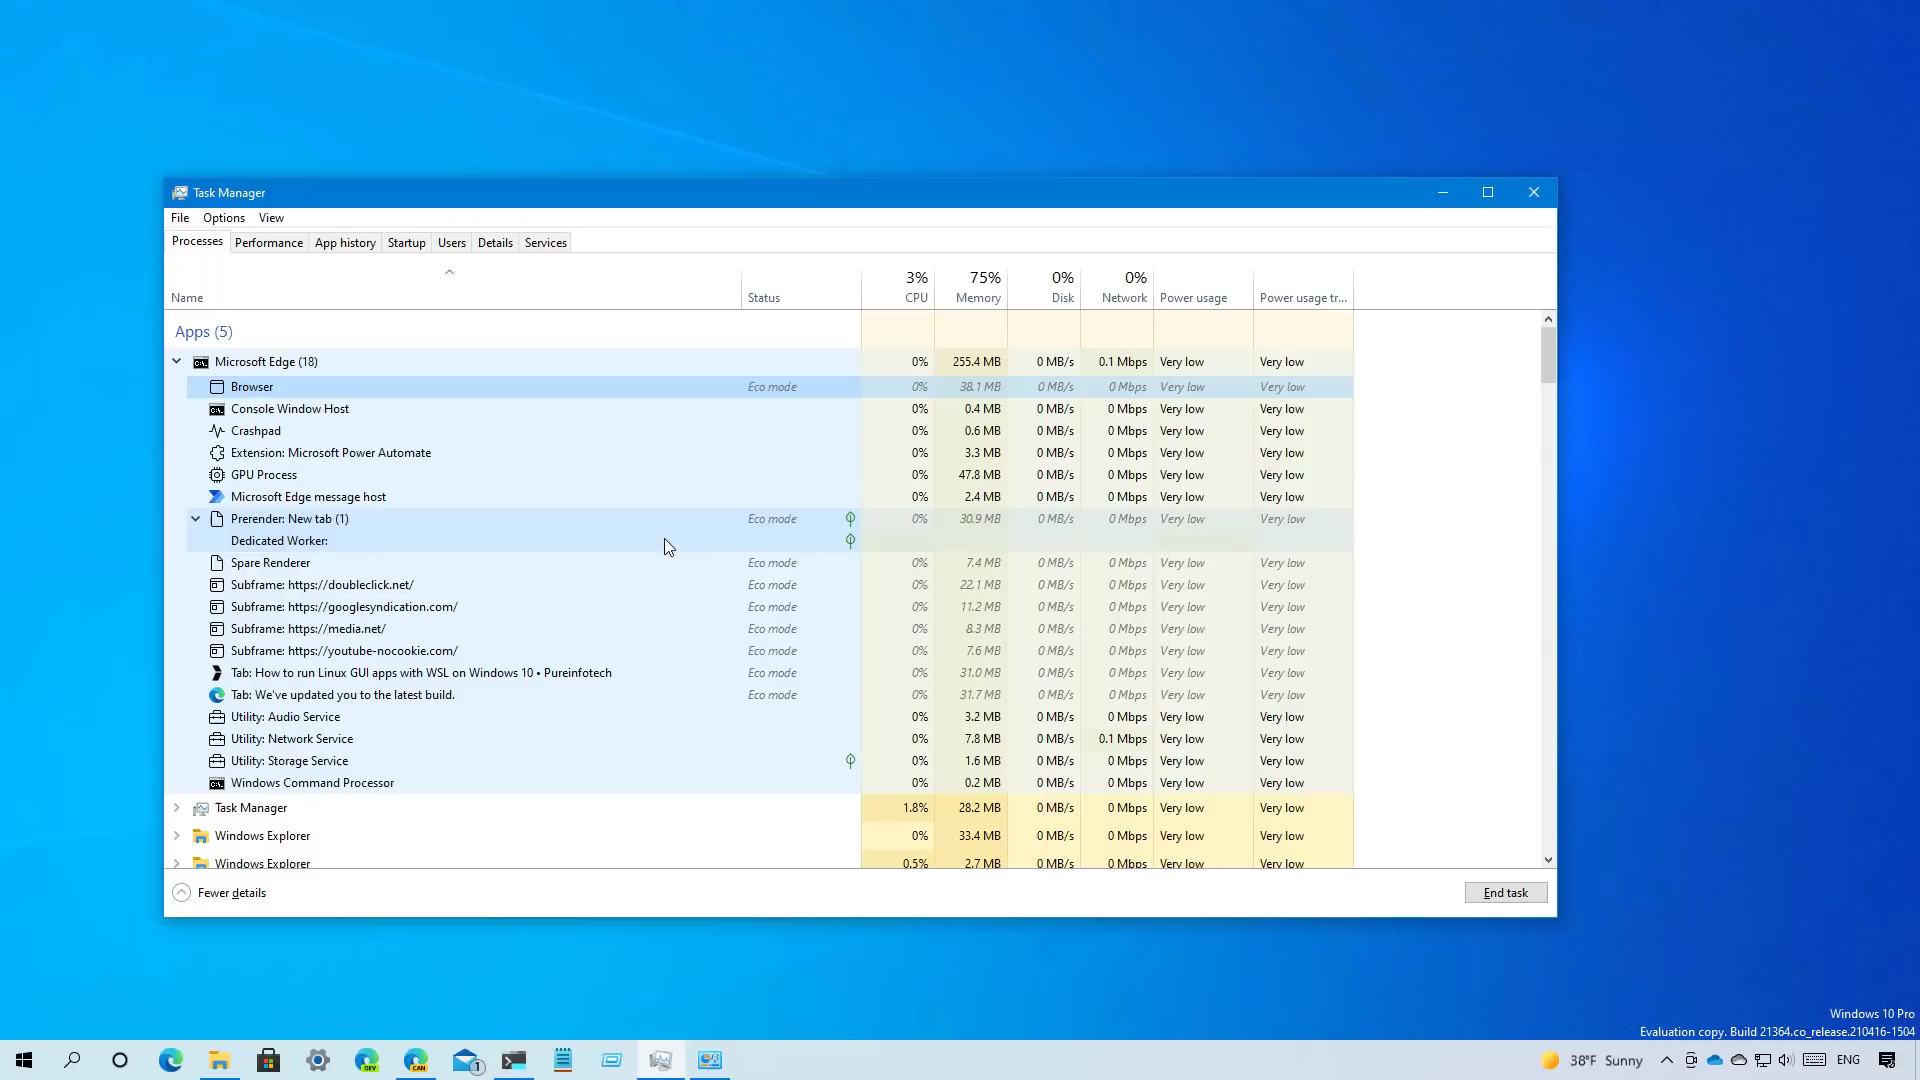 Task Manager
File Options View
Processes Performance App history Startup Users Details Services
3% 75% 0% 0%
Name Status CPU Memory Disk Network Power usage Power usage tr...
Apps (5)
Microsoft Edge (18) 0% 255.4 MB 0 MB/s 0.1 Mbps Very low Very low
Browser Eco mode 0% 38.1 MB 0 MB/s 0 Mbps Very low Very low
Console Window Host 0% 0.4 MB 0 MB/s 0 Mbps Very low Very low
Crashpad 0% 0.6 MB 0 MB/s 0 Mbps Very low Very low
Extension: Microsoft Power Automate 0% 3.3 MB 0 MB/s 0 Mbps Very low Very low
GPU Process 0% 47.8 MB 0 MB/s 0 Mbps Very low Very low
Microsoft Edge message host 0% 2.4 MB 0 MB/s 0 Mbps Very low Very low
Prerender: New tab (1) Eco mode 0% 30.9 MB 0 MB/s 0 Mbps Very low Very low
Dedicated Worker:
Spare Renderer Eco mode 0% 7.4 MB 0 MB/s 0 Mbps Very low Very low
Subframe: https://doubleclick.net/ Eco mode 0% 22.1 MB 0 MB/s 0 Mbps Very low Very low
Subframe: https://googlesyndication.com/ Eco mode 0% 11.2 MB 0 MB/s 0 Mbps Very low Very low
Subframe: https://media.net/ Eco mode 0% 8.3 MB 0 MB/s 0 Mbps Very low Very low
Subframe: https://youtube-nocookie.com/ Eco mode 0% 7.6 MB 0 MB/s 0 Mbps Very low Very low
Tab: How to run Linux GUI apps with WSL on Windows 10 • Pureinfotech Eco mode 0% 31.0 MB 0 MB/s 0 Mbps Very low Very low
Tab: We've updated you to the latest build. Eco mode 0% 31.7 MB 0 MB/s 0 Mbps Very low Very low
Utility: Audio Service 0% 3.2 MB 0 MB/s 0 Mbps Very low Very low
Utility: Network Service 0% 7.8 MB 0 MB/s 0.1 Mbps Very low Very low
Utility: Storage Service 0% 1.6 MB 0 MB/s 0 Mbps Very low Very low
Windows Command Processor 0% 0.2 MB 0 MB/s 0 Mbps Very low Very low
Task Manager 1.8% 28.2 MB 0 MB/s 0 Mbps Very low Very low
Windows Explorer 0% 33.4 MB 0 MB/s 0 Mbps Very low Very low
Windows Explorer 0.5% 2.7 MB 0 MB/s 0 Mbps Very low Very low
Fewer details End task
Windows 10 Pro
Evaluation copy. Build 21364.co_release.210416-1504
DEV CAN 1 38°F Sunny ENG